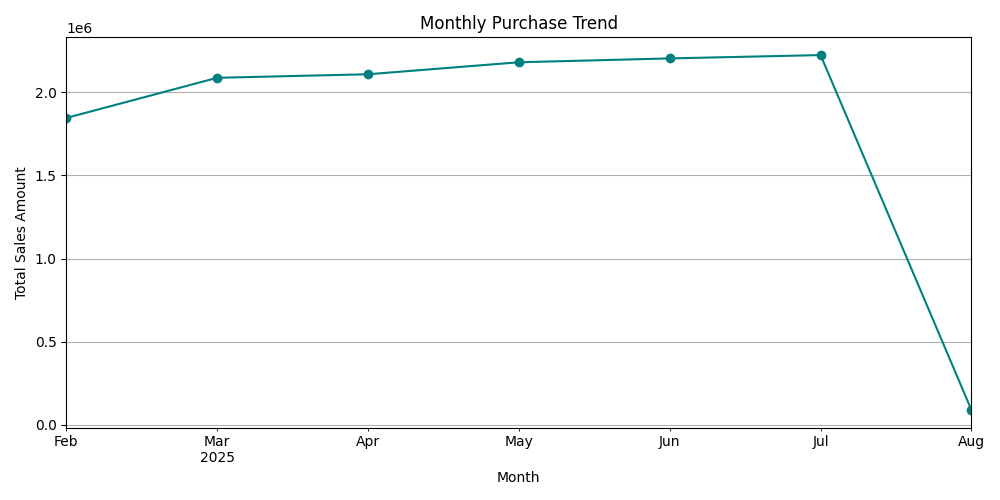 Monthly Purchase Trend
1e6
Total Sales Amount
2.0
1.5
1.0
0.5
0.0
Feb Mar Apr May Jun Jul Aug
2025
Month